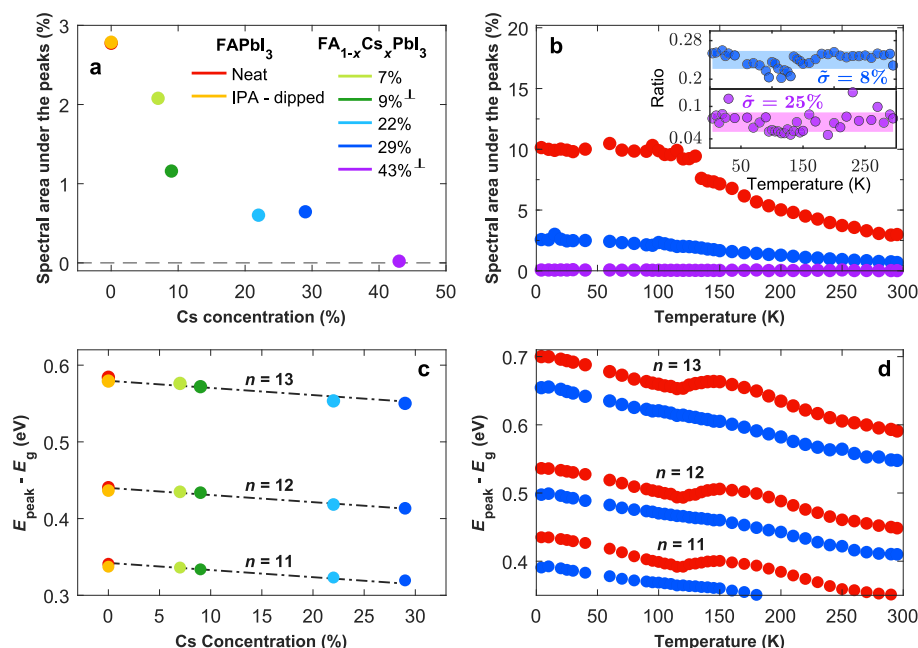 a
FAPbI3
Neat
IPA - dipped
FA1-xCsxPbI3
7%
9%⊥
22%
29%
43%⊥
3
2
1
0
0
10
20
30
40
50
Spectral area under the peaks (%)
Cs concentration (%)
b
20
15
10
5
0
0
50
100
150
200
250
300
Spectral area under the peaks (%)
Temperature (K)
0.28
0.2
σ̃ = 8%
0.1
0.04
σ̃ = 25%
Ratio
50
150
250
Temperature (K)
c
n = 13
n = 12
n = 11
0.6
0.5
0.4
0.3
0
5
10
15
20
25
30
Epeak - Eg (eV)
Cs Concentration (%)
d
n = 13
n = 12
n = 11
0.7
0.6
0.5
0.4
0
50
100
150
200
250
300
Epeak - Eg (eV)
Temperature (K)